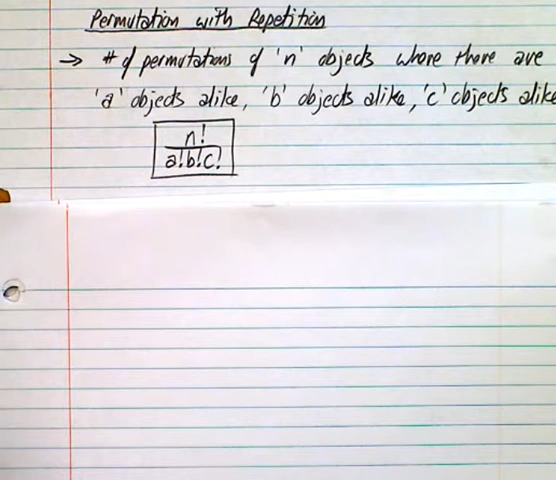 Permutation with Repetition
→ # of permutations of 'n' objects where there are
'a' objects alike, 'b' objects alike, 'c' objects alike
n!
a!b!c!